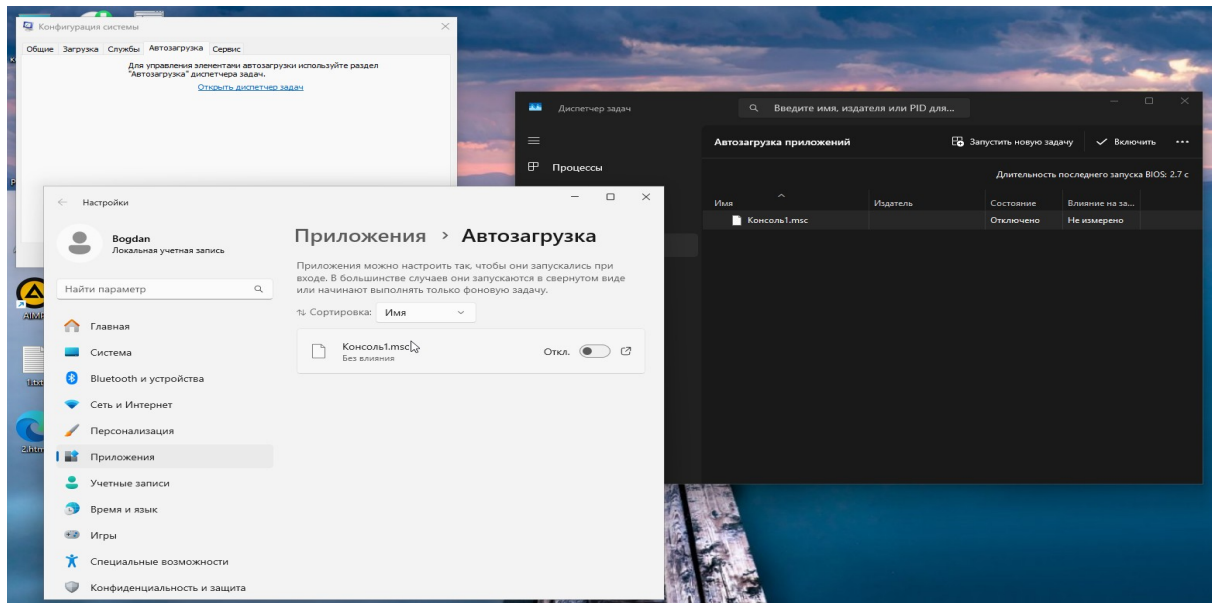 Конфигурация системы
Общие Загрузка Службы Автозагрузка Сервис
Для управления элементами автозагрузки используйте раздел
"Автозагрузка" диспетчера задач.
Открыть диспетчер задач
Диспетчер задач
Введите имя, издателя или PID для...
Процессы
Автозагрузка приложений
Запустить новую задачу
Включить
Длительность последнего запуска BIOS: 2.7 с
Имя Издатель Состояние Влияние на за...
Консоль1.msc Отключено Не измерено
Настройки
Bogdan
Локальная учетная запись
Найти параметр
Главная
Система
Bluetooth и устройства
Сеть и Интернет
Персонализация
Приложения
Учетные записи
Время и язык
Игры
Специальные возможности
Конфиденциальность и защита
Приложения > Автозагрузка
Приложения можно настроить так, чтобы они запускались при
входе. В большинстве случаев они запускаются в свернутом виде
или начинают выполнять только фоновую задачу.
Сортировка: Имя
Консоль1.msc
Без влияния
Откл.